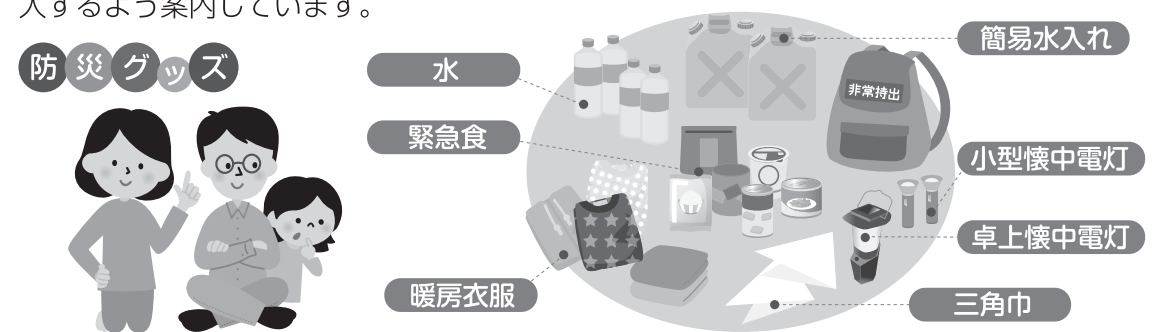 入するよう案内しています。
防災グッズ
水
緊急食
暖房衣服
簡易水入れ
非常持出
小型懐中電灯
卓上懐中電灯
三角巾